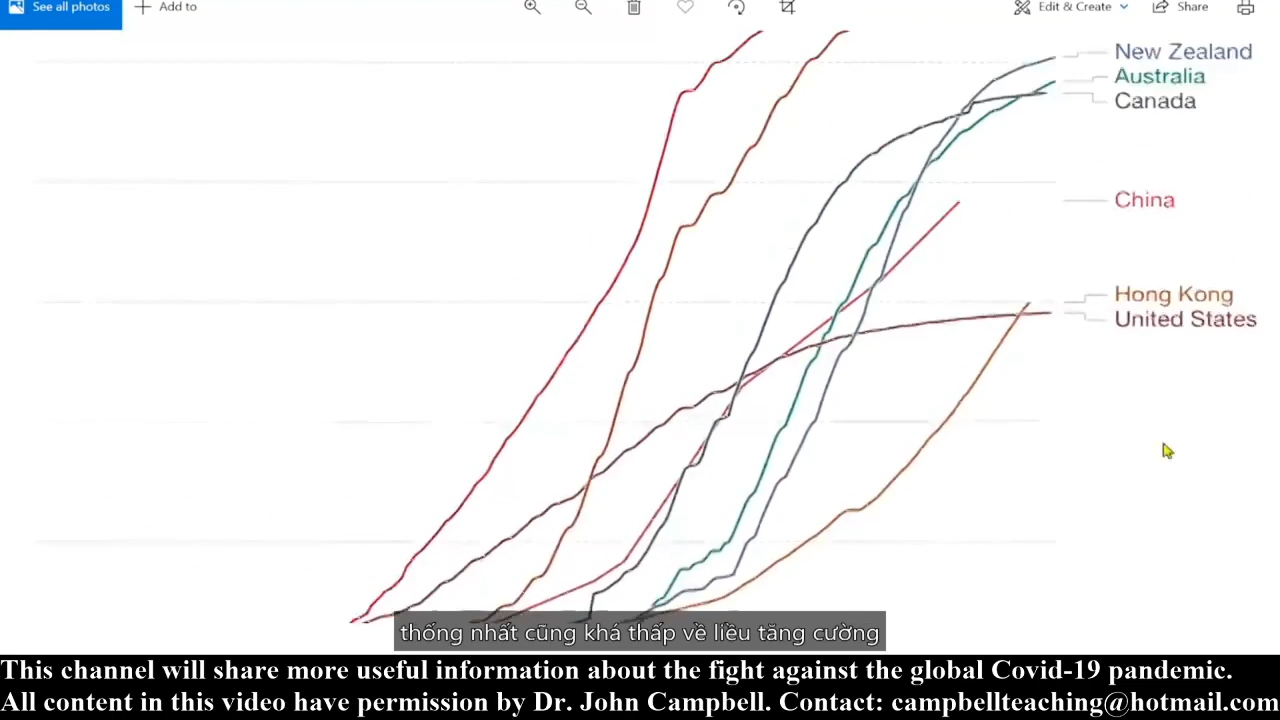 See all photos
Add to
Edit & Create
Share
New Zealand
Australia
Canada
China
Hong Kong
United States
thống nhất cũng khá thấp về liều tăng cường
This channel will share more useful information about the fight against the global Covid-19 pandemic.
All content in this video have permission by Dr. John Campbell. Contact: campbellteaching@hotmail.com